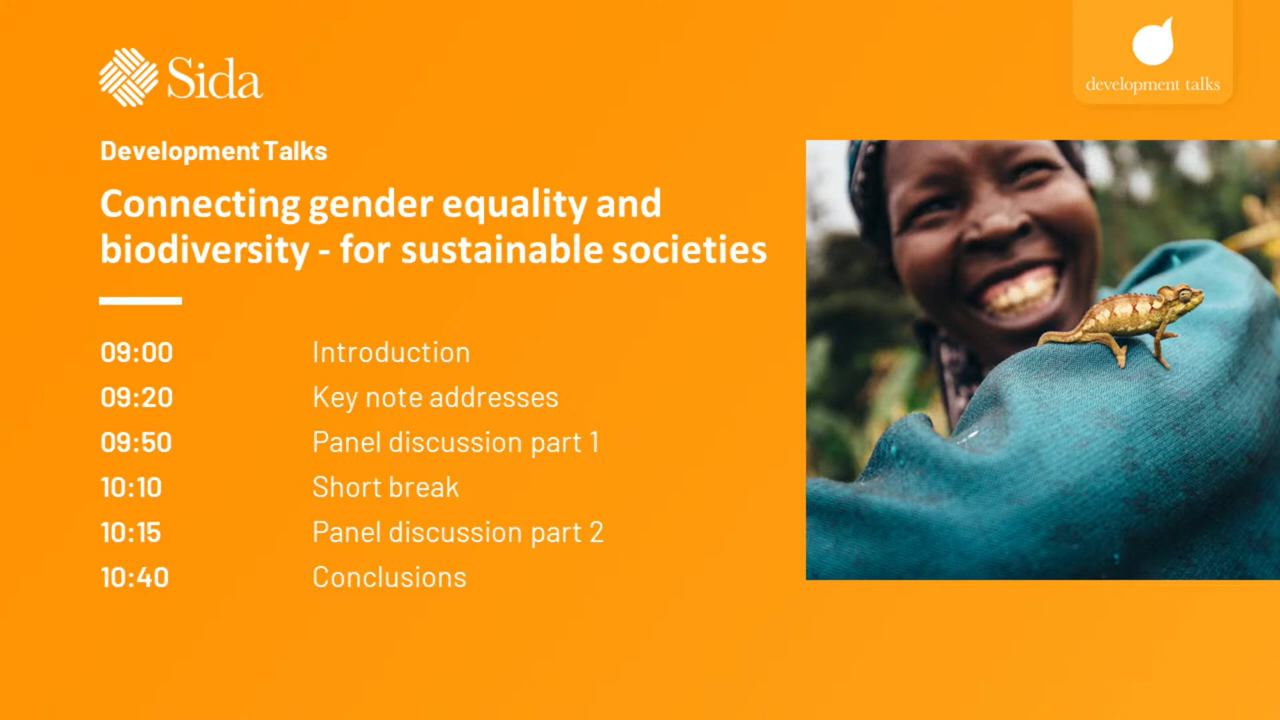 Sida
development talks
Development Talks
Connecting gender equality and
biodiversity - for sustainable societies
09:00 Introduction
09:20 Key note addresses
09:50 Panel discussion part 1
10:10 Short break
10:15 Panel discussion part 2
10:40 Conclusions